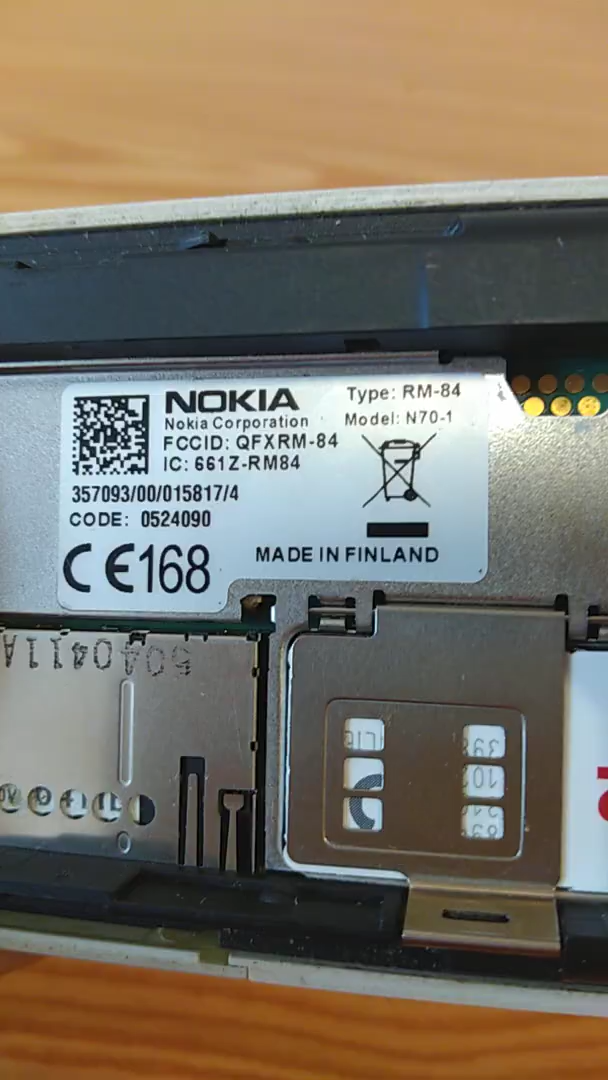 NOKIA
Nokia Corporation
FCCID: QFXRM-84
IC: 661Z-RM84
Type: RM-84
Model: N70-1
357093/00/015817/4
CODE: 0524090
CE168
MADE IN FINLAND
5040411A